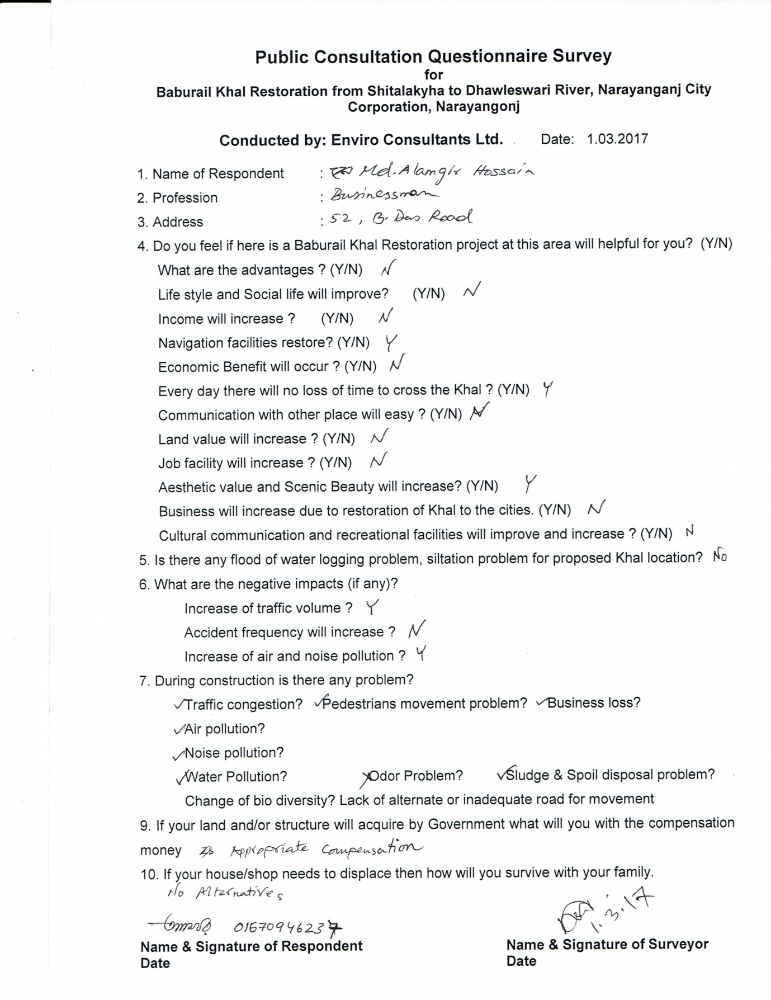 Public Consultation Questionnaire Survey
for
Baburail Khal Restoration from Shitalakyha to Dhawleswari River, Narayanganj City
Corporation, Narayangonj
Conducted by: Enviro Consultants Ltd. Date: 1.03.2017
1. Name of Respondent : Md. Alamgir Hossain
2. Profession : Businessman
3. Address : 52, B. Das Road
4. Do you feel if here is a Baburail Khal Restoration project at this area will helpful for you? (Y/N)
What are the advantages ? (Y/N) N
Life style and Social life will improve? (Y/N) N
Income will increase ? (Y/N) N
Navigation facilities restore? (Y/N) Y
Economic Benefit will occur ? (Y/N) N
Every day there will no loss of time to cross the Khal ? (Y/N) Y
Communication with other place will easy ? (Y/N) N
Land value will increase ? (Y/N) N
Job facility will increase ? (Y/N) N
Aesthetic value and Scenic Beauty will increase? (Y/N) Y
Business will increase due to restoration of Khal to the cities. (Y/N) N
Cultural communication and recreational facilities will improve and increase ? (Y/N) N
5. Is there any flood of water logging problem, siltation problem for proposed Khal location? No
6. What are the negative impacts (if any)?
Increase of traffic volume ? Y
Accident frequency will increase ? N
Increase of air and noise pollution ? Y
7. During construction is there any problem?
✓Traffic congestion? ✓Pedestrians movement problem? ✓Business loss?
✓Air pollution?
✓Noise pollution?
✓Water Pollution? ✗Odor Problem? ✓Sludge & Spoil disposal problem?
Change of bio diversity? Lack of alternate or inadequate road for movement
9. If your land and/or structure will acquire by Government what will you with the compensation
money Appropriate compensation
10. If your house/shop needs to displace then how will you survive with your family.
No Alternatives
01670946237 1.3.17
Name & Signature of Respondent Name & Signature of Surveyor
Date Date